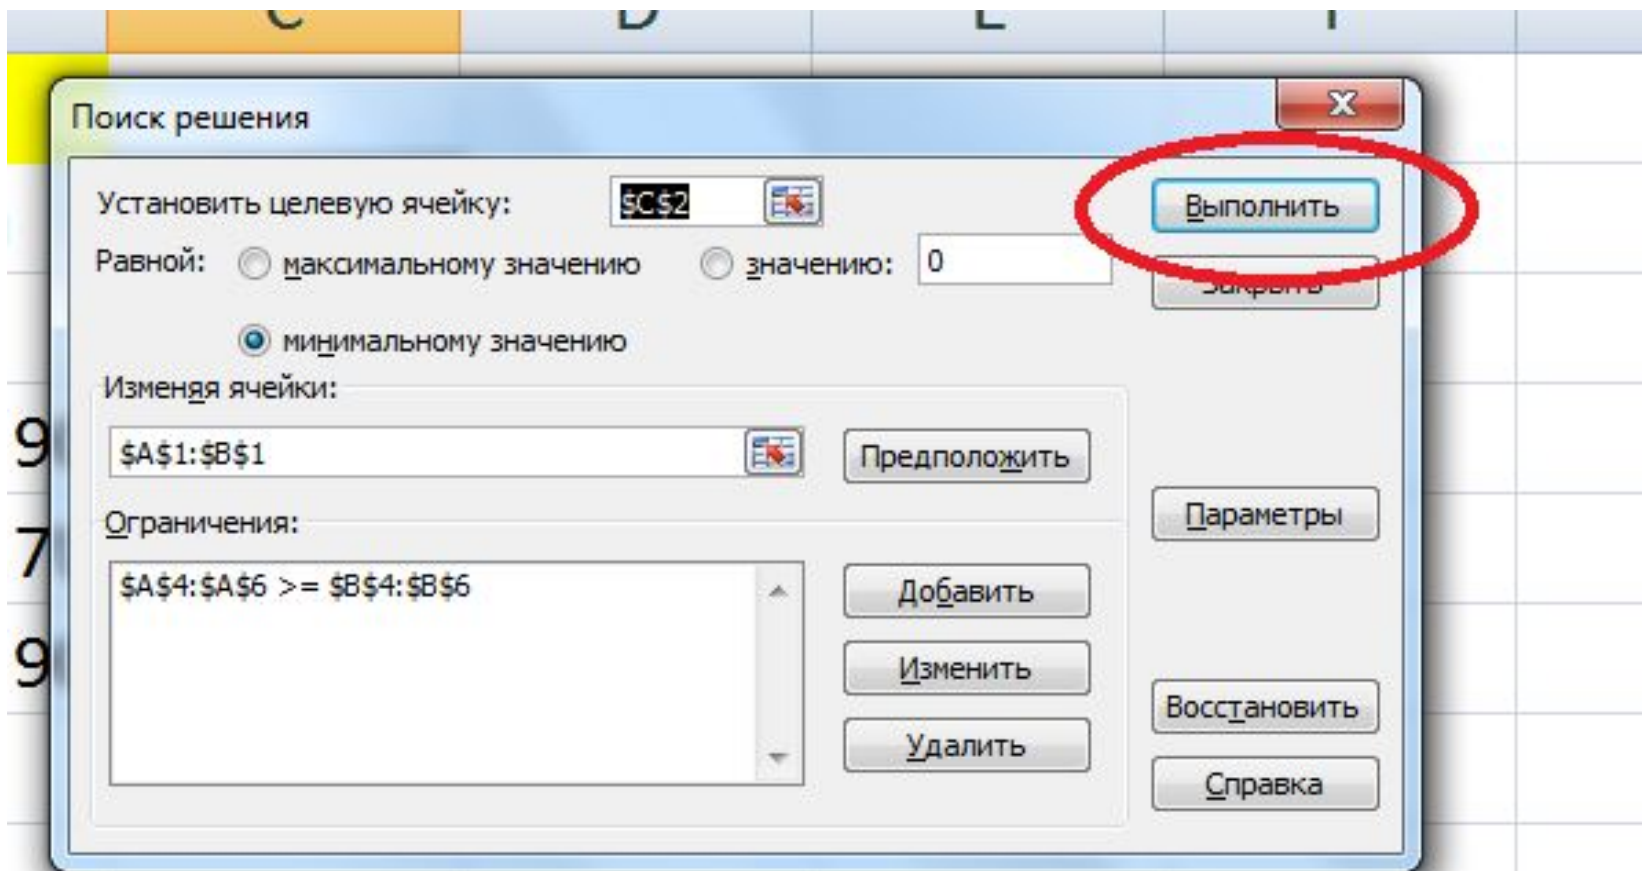 C D E
Поиск решения
x
Установить целевую ячейку: $C$2
Выполнить
Равной: максимальному значению значению: 0
Закрыть
минимальному значению
Изменяя ячейки:
9
$A$1:$B$1
Предположить
Ограничения:
Параметры
7
$A$4:$A$6 >= $B$4:$B$6
Добавить
9
Изменить
Восстановить
Удалить
Справка